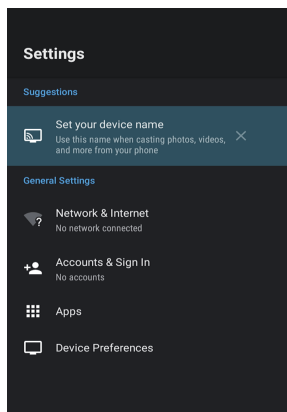 Settings
Suggestions
Set your device name
Use this name when casting photos, videos,
and more from your phone
General Settings
Network & Internet
No network connected
Accounts & Sign In
No accounts
Apps
Device Preferences